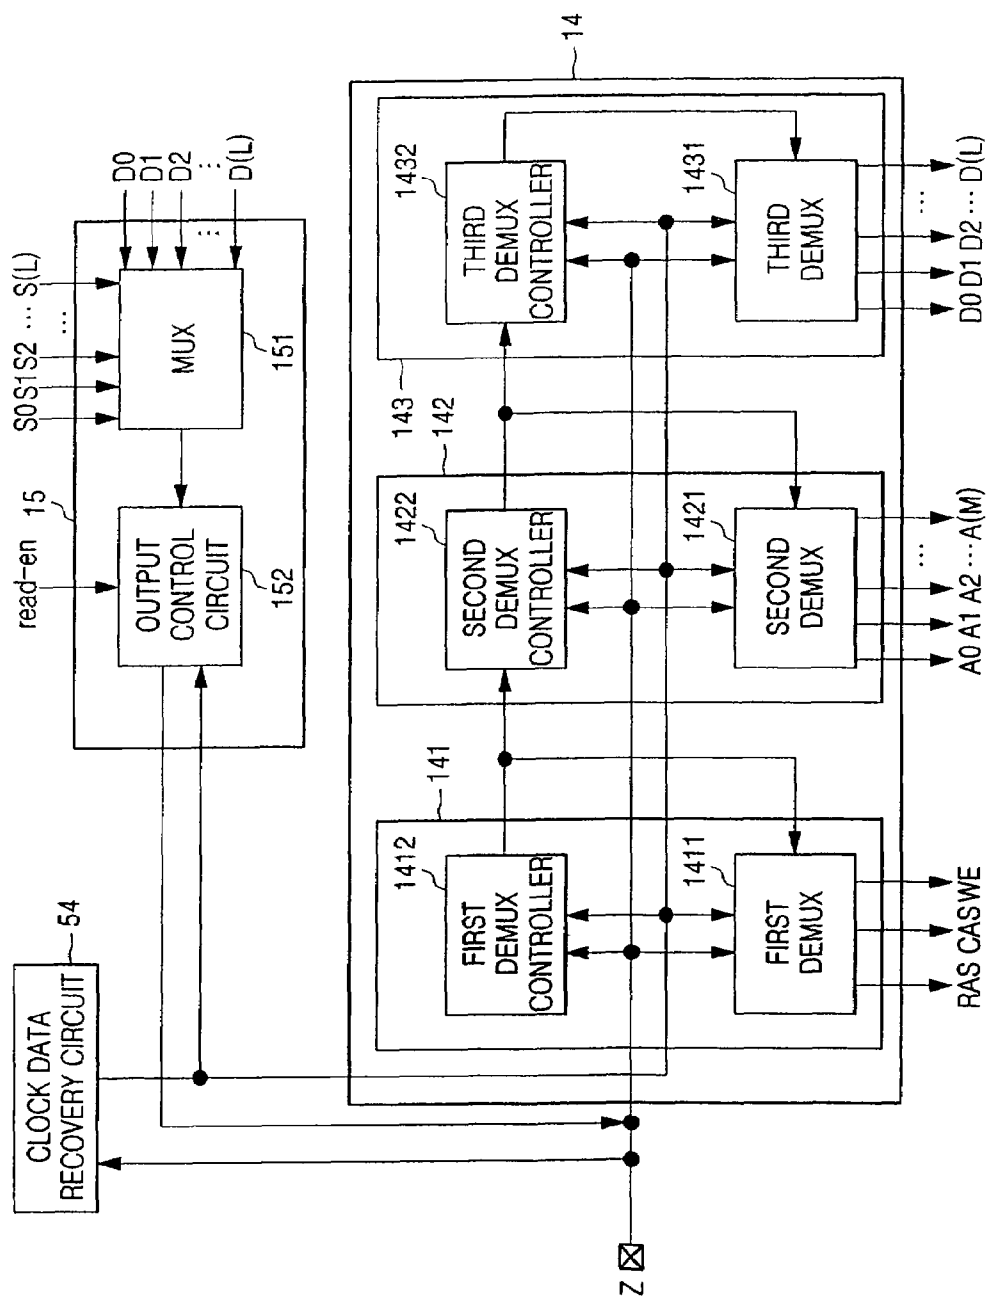 CLOCK DATA
RECOVERY CIRCUIT
54
read-en
15
OUTPUT
CONTROL
CIRCUIT
152
S0 S1 S2 ... S(L)
...
MUX
151
D0
D1
D2
...
D(L)
...
14
141
FIRST
DEMUX
CONTROLLER
1412
FIRST
DEMUX
1411
RAS CAS WE
142
SECOND
DEMUX
CONTROLLER
1422
SECOND
DEMUX
1421
A0 A1 A2 ... A(M)
...
143
THIRD
DEMUX
CONTROLLER
1432
THIRD
DEMUX
1431
D0 D1 D2 ... D(L)
...
Z